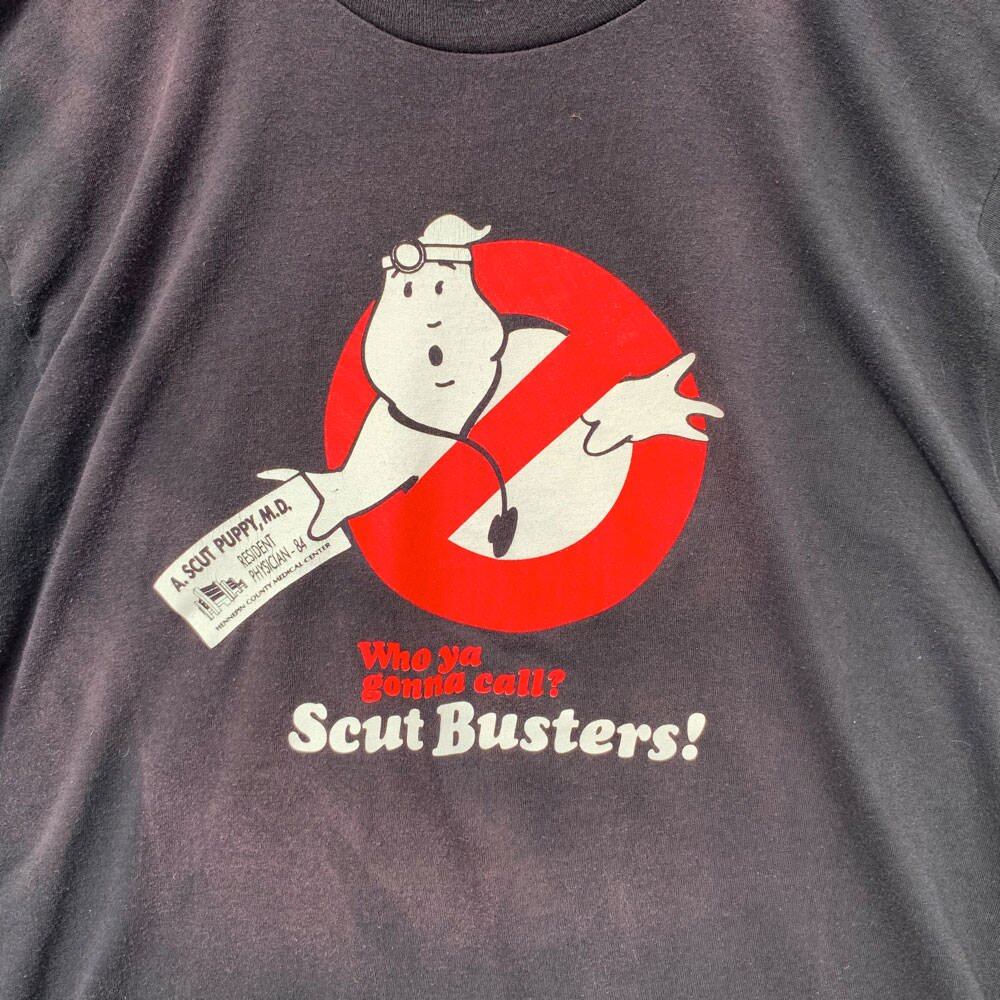 A. SCUT PUPPY, M.D.
RESIDENT
PHYSICIAN - 84
HENNEPIN COUNTY MEDICAL CENTER
Who ya
gonna call?
Scut Busters!